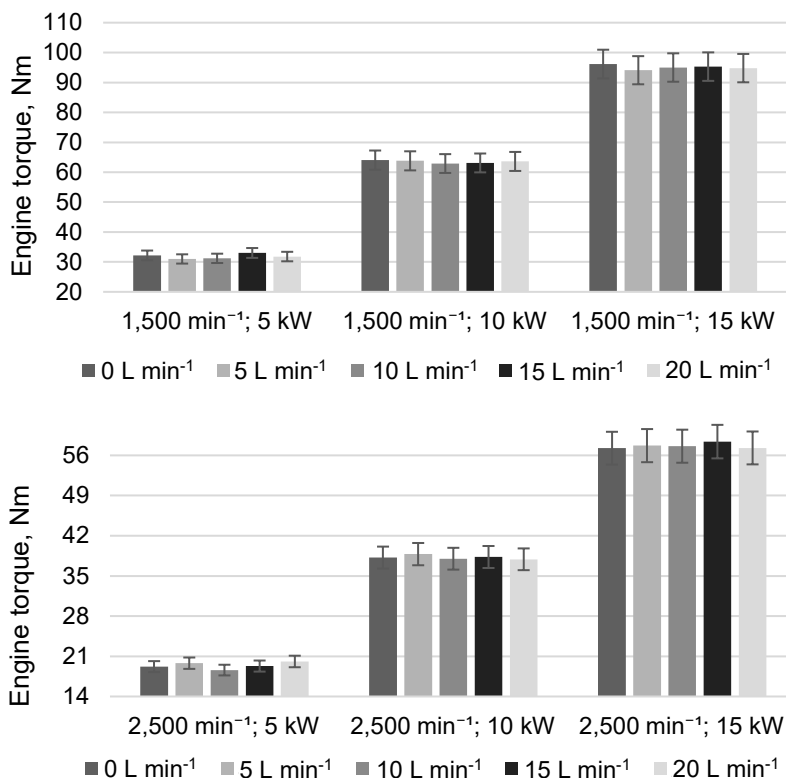 Engine torque, Nm
110
100
90
80
70
60
50
40
30
20
1,500 min⁻¹; 5 kW 1,500 min⁻¹; 10 kW 1,500 min⁻¹; 15 kW
0 L min⁻¹ 5 L min⁻¹ 10 L min⁻¹ 15 L min⁻¹ 20 L min⁻¹
Engine torque, Nm
56
49
42
35
28
21
14
2,500 min⁻¹; 5 kW 2,500 min⁻¹; 10 kW 2,500 min⁻¹; 15 kW
0 L min⁻¹ 5 L min⁻¹ 10 L min⁻¹ 15 L min⁻¹ 20 L min⁻¹